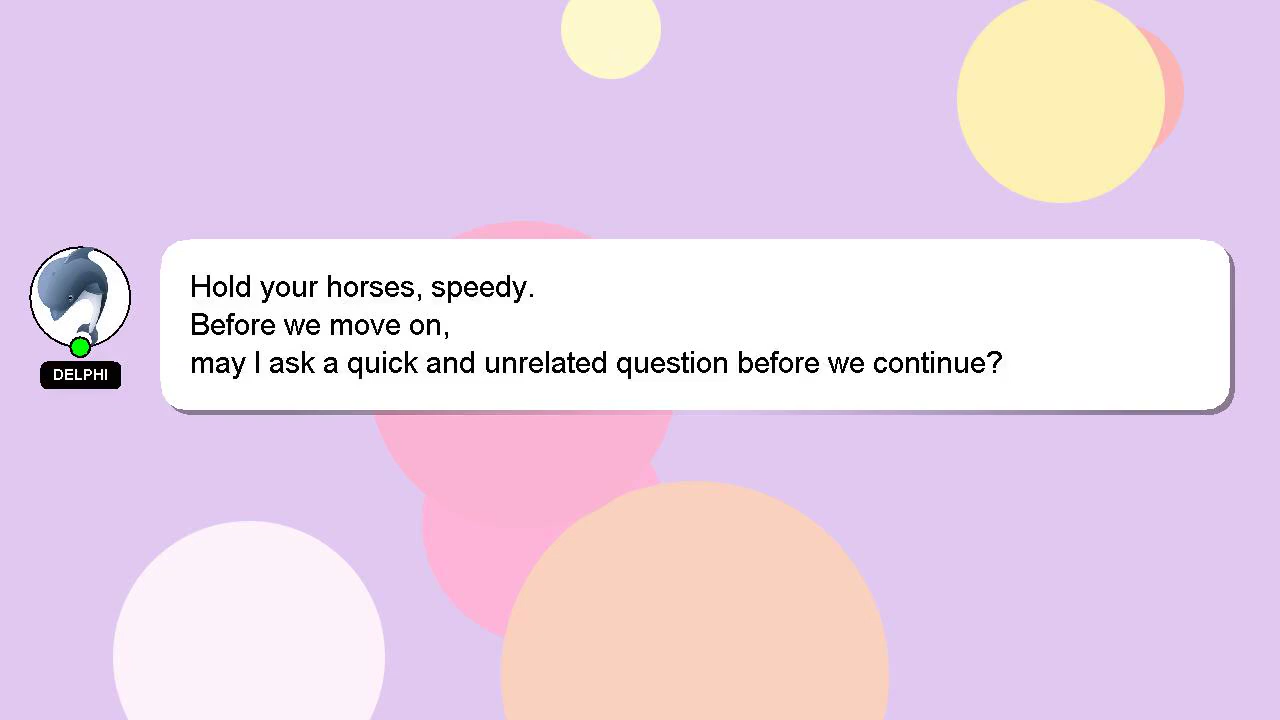 Hold your horses, speedy.
Before we move on,
may I ask a quick and unrelated question before we continue?
DELPHI